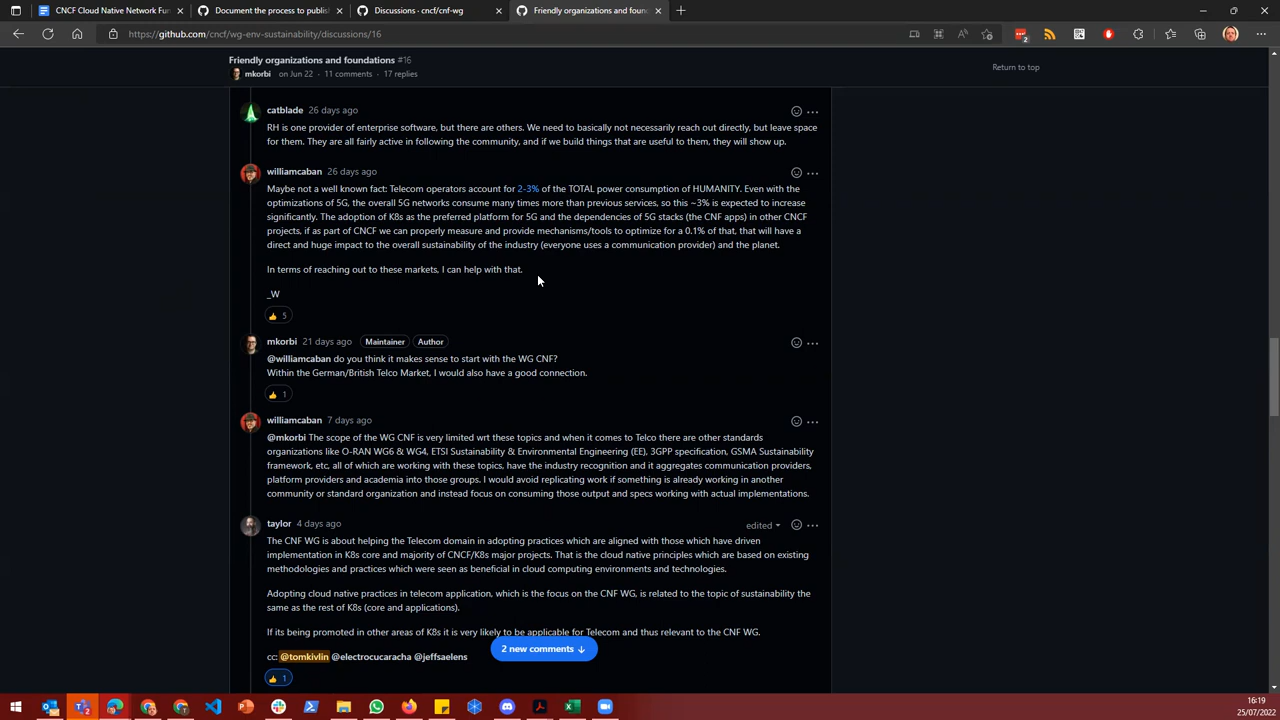 CNCF Cloud Native Network Fun
Document the process to publis
Discussions · cncf/cnf-wg
Friendly organizations and foun
https://github.com/cncf/wg-env-sustainability/discussions/16
2
Friendly organizations and foundations #16
mkorbi on Jun 22 · 11 comments · 17 replies
Return to top
catblade 26 days ago
RH is one provider of enterprise software, but there are others. We need to basically not necessarily reach out directly, but leave space
for them. They are all fairly active in following the community, and if we build things that are useful to them, they will show up.
williamcaban 26 days ago
Maybe not a well known fact: Telecom operators account for 2-3% of the TOTAL power consumption of HUMANITY. Even with the
optimizations of 5G, the overall 5G networks consume many times more than previous services, so this ~3% is expected to increase
significantly. The adoption of K8s as the preferred platform for 5G and the dependencies of 5G stacks (the CNF apps) in other CNCF
projects, if as part of CNCF we can properly measure and provide mechanisms/tools to optimize for a 0.1% of that, that will have a
direct and huge impact to the overall sustainability of the industry (everyone uses a communication provider) and the planet.
In terms of reaching out to these markets, I can help with that.
_W
5
mkorbi 21 days ago Maintainer Author
@williamcaban do you think it makes sense to start with the WG CNF?
Within the German/British Telco Market, I would also have a good connection.
1
williamcaban 7 days ago
@mkorbi The scope of the WG CNF is very limited wrt these topics and when it comes to Telco there are other standards
organizations like O-RAN WG6 & WG4, ETSI Sustainability & Environmental Engineering (EE), 3GPP specification, GSMA Sustainability
framework, etc, all of which are working with these topics, have the industry recognition and it aggregates communication providers,
platform providers and academia into those groups. I would avoid replicating work if something is already working in another
community or standard organization and instead focus on consuming those output and specs working with actual implementations.
taylor 4 days ago
edited
The CNF WG is about helping the Telecom domain in adopting practices which are aligned with those which have driven
implementation in K8s core and majority of CNCF/K8s major projects. That is the cloud native principles which are based on existing
methodologies and practices which were seen as beneficial in cloud computing environments and technologies.
Adopting cloud native practices in telecom application, which is the focus on the CNF WG, is related to the topic of sustainability the
same as the rest of K8s (core and applications).
If its being promoted in other areas of K8s it is very likely to be applicable for Telecom and thus relevant to the CNF WG.
2 new comments ↓
cc: @tomkivlin @electrocucaracha @jeffsaelens
1
16:19
25/07/2022